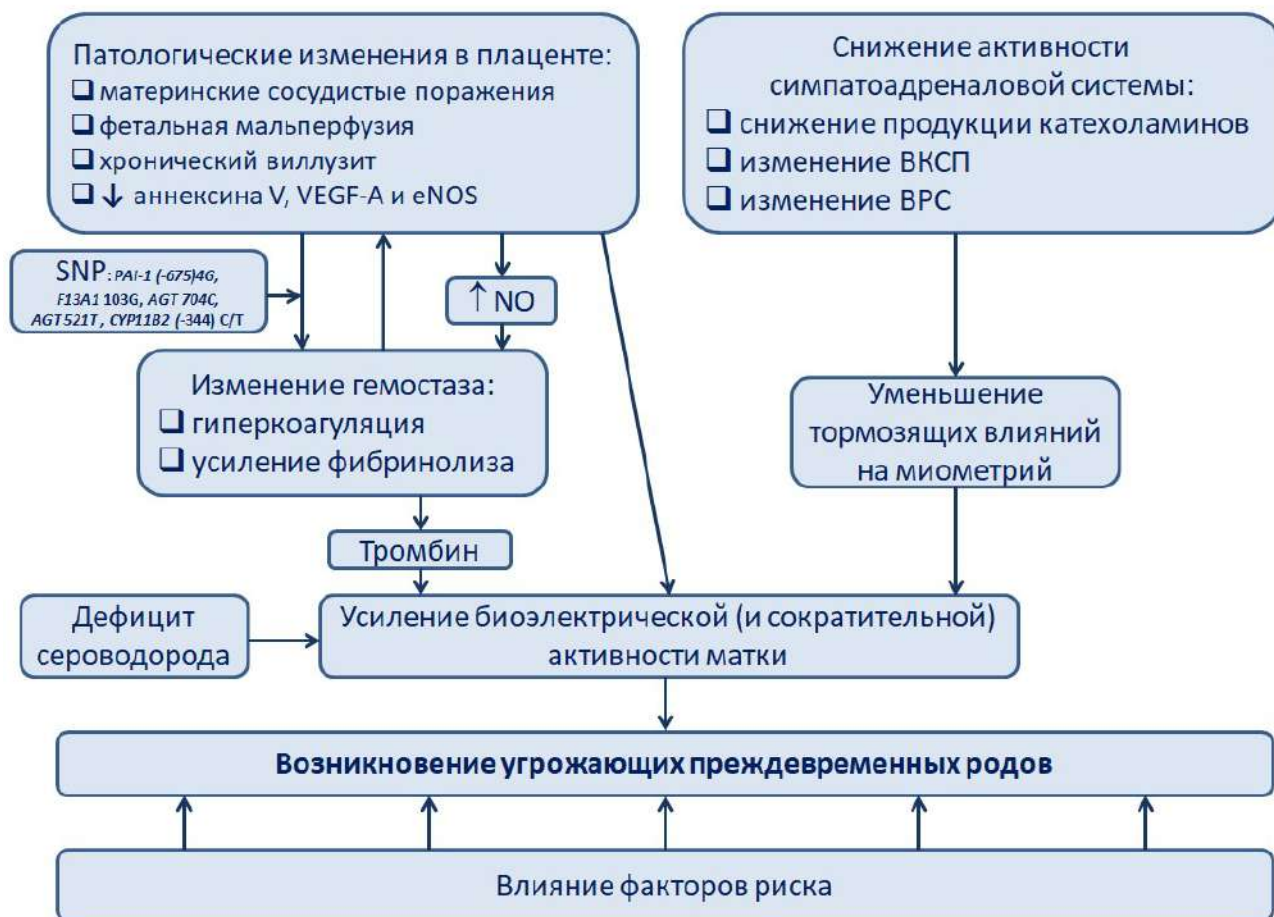 Патологические изменения в плаценте:
❑ материнские сосудистые поражения
❑ фетальная мальперфузия
❑ хронический виллузит
❑ ↓ аннексина V, VEGF-A и eNOS
Снижение активности
симпатоадреналовой системы:
❑ снижение продукции катехоламинов
❑ изменение ВКСП
❑ изменение ВРС
SNP: PAI-1 (-675)4G,
F13A1 103G, AGT 704C,
AGT 521T, CYP11B2 (-344) C/T
↑ NO
Изменение гемостаза:
❑ гиперкоагуляция
❑ усиление фибринолиза
Уменьшение
тормозящих влияний
на миометрий
Тромбин
Дефицит
сероводорода
Усиление биоэлектрической (и сократительной)
активности матки
Возникновение угрожающих преждевременных родов
Влияние факторов риска